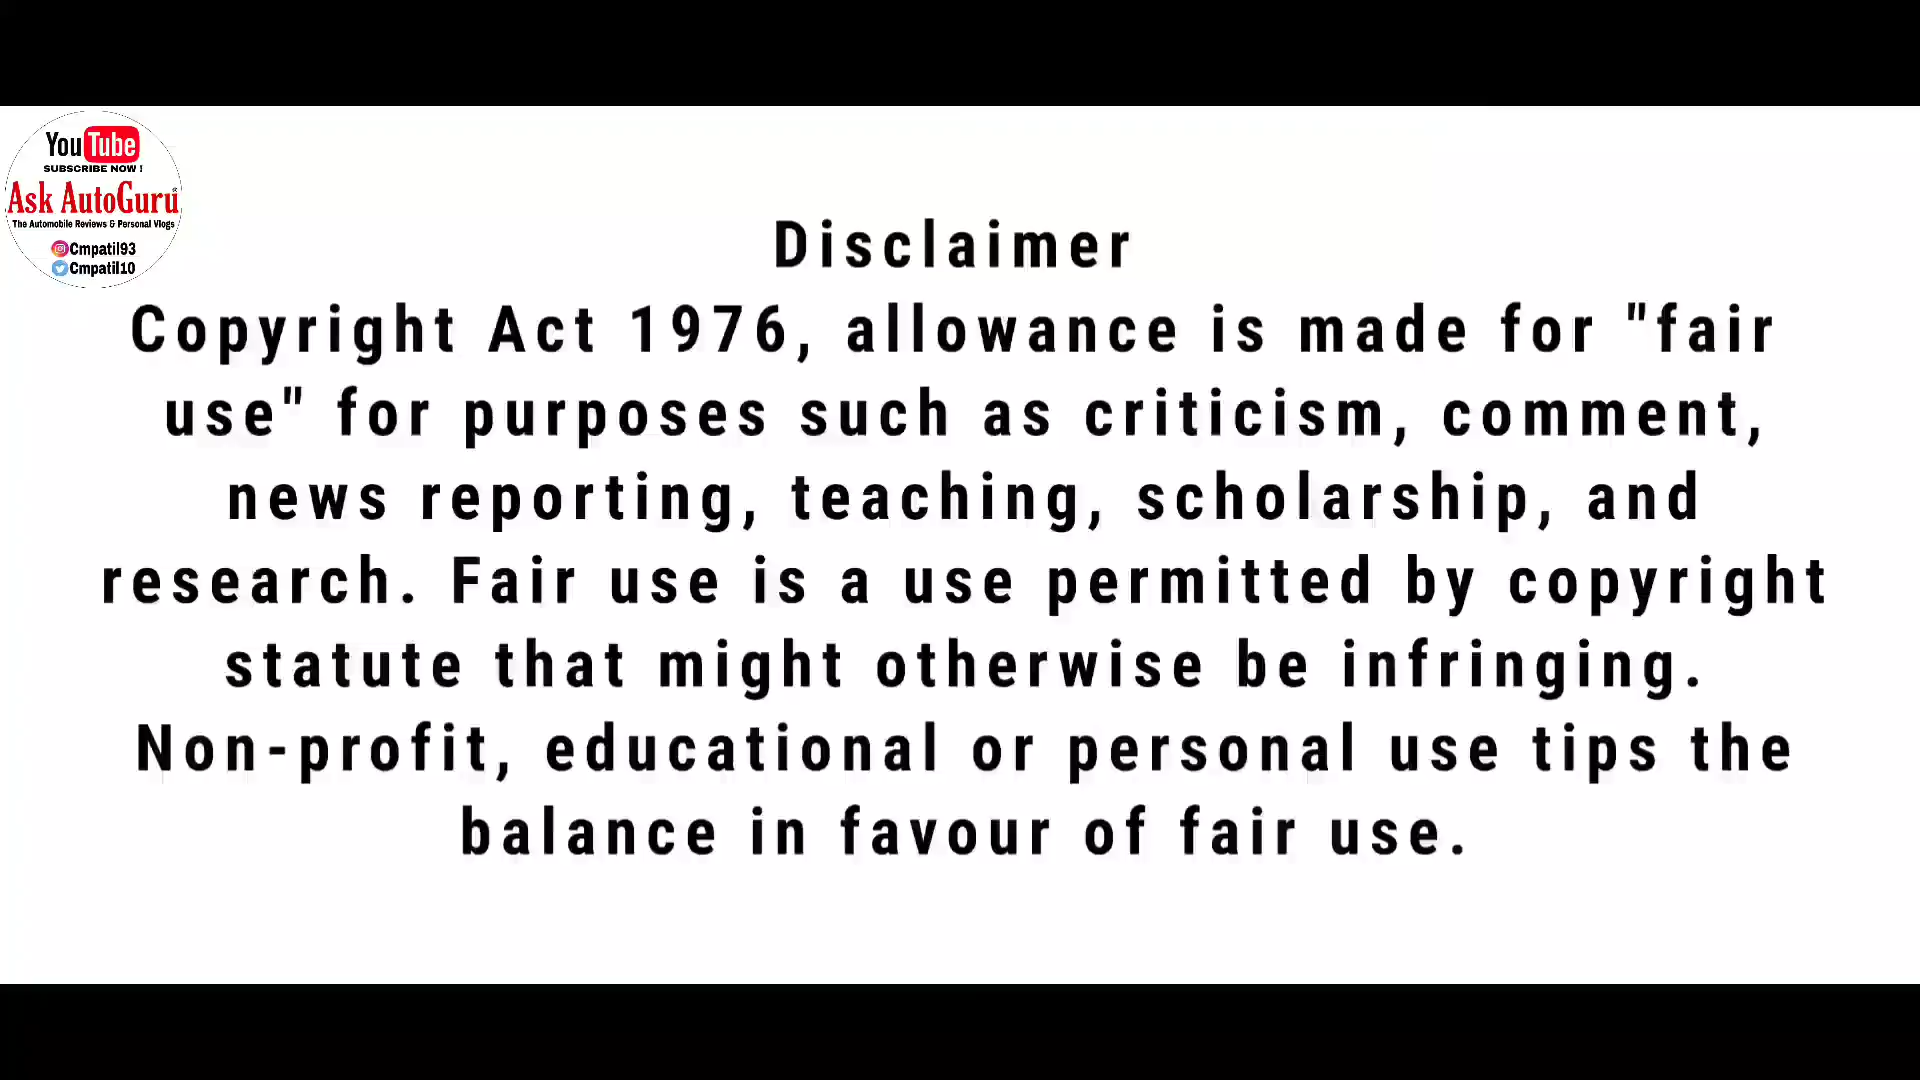 YouTube
SUBSCRIBE NOW !
Ask AutoGuru®
The Automobile Reviews & Personal Vlogs
Cmpatil93
Cmpatil10
Disclaimer
Copyright Act 1976, allowance is made for "fair
use" for purposes such as criticism, comment,
news reporting, teaching, scholarship, and
research. Fair use is a use permitted by copyright
statute that might otherwise be infringing.
Non-profit, educational or personal use tips the
balance in favour of fair use.